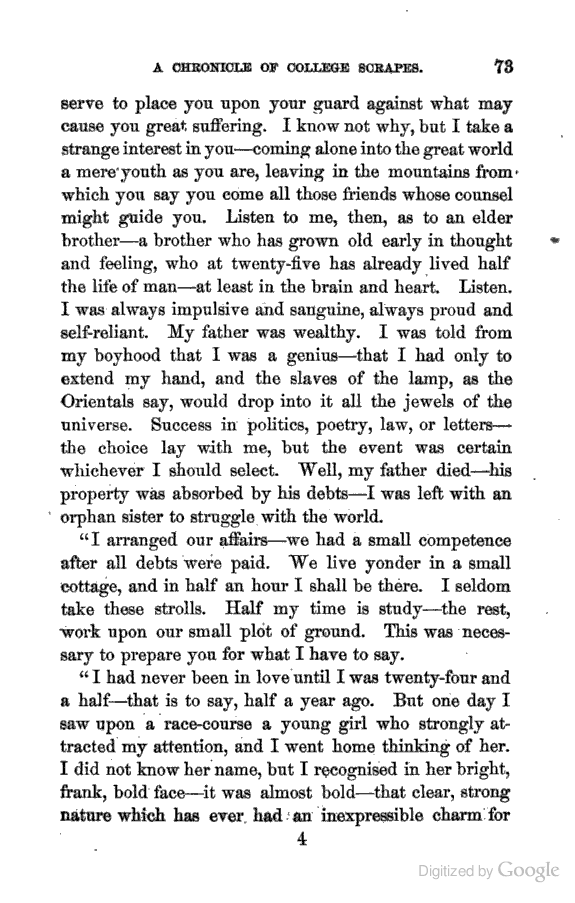 A CHRONICLE OF COLLEGE SCRAPES. 73
serve to place you upon your guard against what may
cause you great suffering. I know not why, but I take a
strange interest in you—coming alone into the great world
a mere youth as you are, leaving in the mountains from
which you say you come all those friends whose counsel
might guide you. Listen to me, then, as to an elder
brother—a brother who has grown old early in thought
and feeling, who at twenty-five has already lived half
the life of man—at least in the brain and heart. Listen.
I was always impulsive and sanguine, always proud and
self-reliant. My father was wealthy. I was told from
my boyhood that I was a genius—that I had only to
extend my hand, and the slaves of the lamp, as the
Orientals say, would drop into it all the jewels of the
universe. Success in politics, poetry, law, or letters—
the choice lay with me, but the event was certain
whichever I should select. Well, my father died—his
property was absorbed by his debts—I was left with an
orphan sister to struggle with the world.
"I arranged our affairs—we had a small competence
after all debts were paid. We live yonder in a small
cottage, and in half an hour I shall be there. I seldom
take these strolls. Half my time is study—the rest,
work upon our small plot of ground. This was neces-
sary to prepare you for what I have to say.
"I had never been in love until I was twenty-four and
a half—that is to say, half a year ago. But one day I
saw upon a race-course a young girl who strongly at-
tracted my attention, and I went home thinking of her.
I did not know her name, but I recognised in her bright,
frank, bold face—it was almost bold—that clear, strong
nature which has ever had an inexpressible charm for
4
Digitized by Google